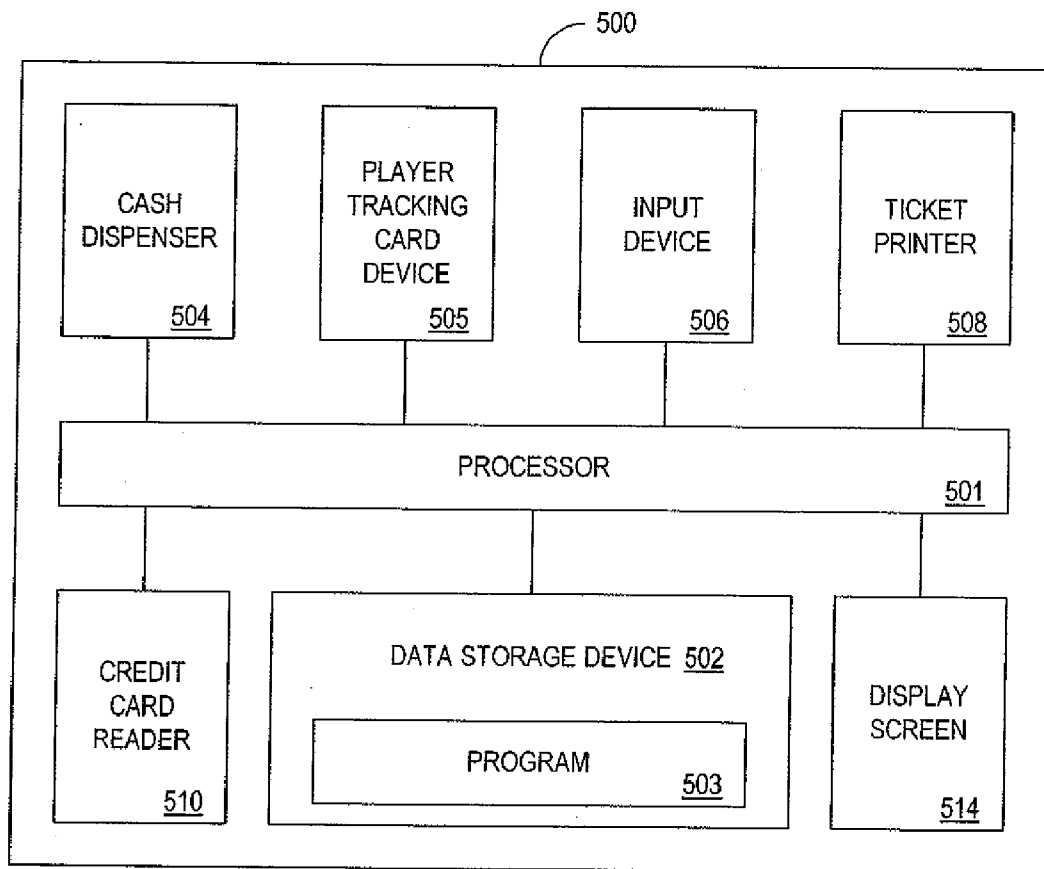 500
CASH
DISPENSER
504
PLAYER
TRACKING
CARD
DEVICE
505
INPUT
DEVICE
506
TICKET
PRINTER
508
PROCESSOR
501
CREDIT
CARD
READER
510
DATA STORAGE DEVICE 502
PROGRAM
503
DISPLAY
SCREEN
514